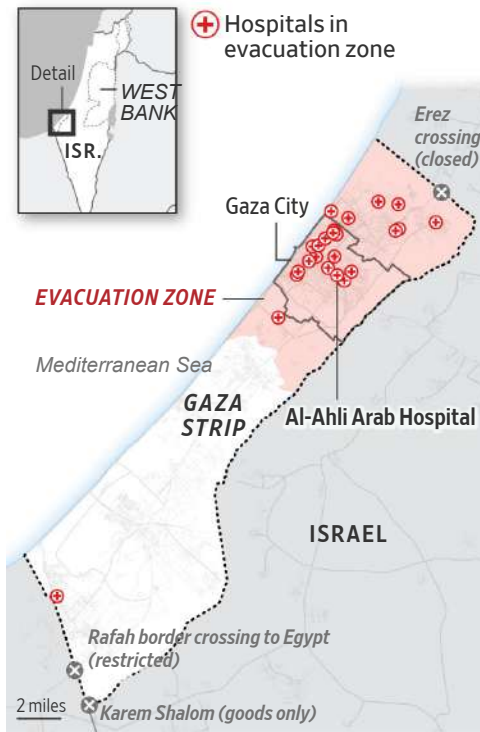 Hospitals in
evacuation zone
Detail
WEST
BANK
ISR.
Erez
crossing
(closed)
Gaza City
EVACUATION ZONE
Mediterranean Sea
GAZA
STRIP
Al-Ahli Arab Hospital
ISRAEL
Rafah border crossing to Egypt
(restricted)
2 miles
Karem Shalom (goods only)